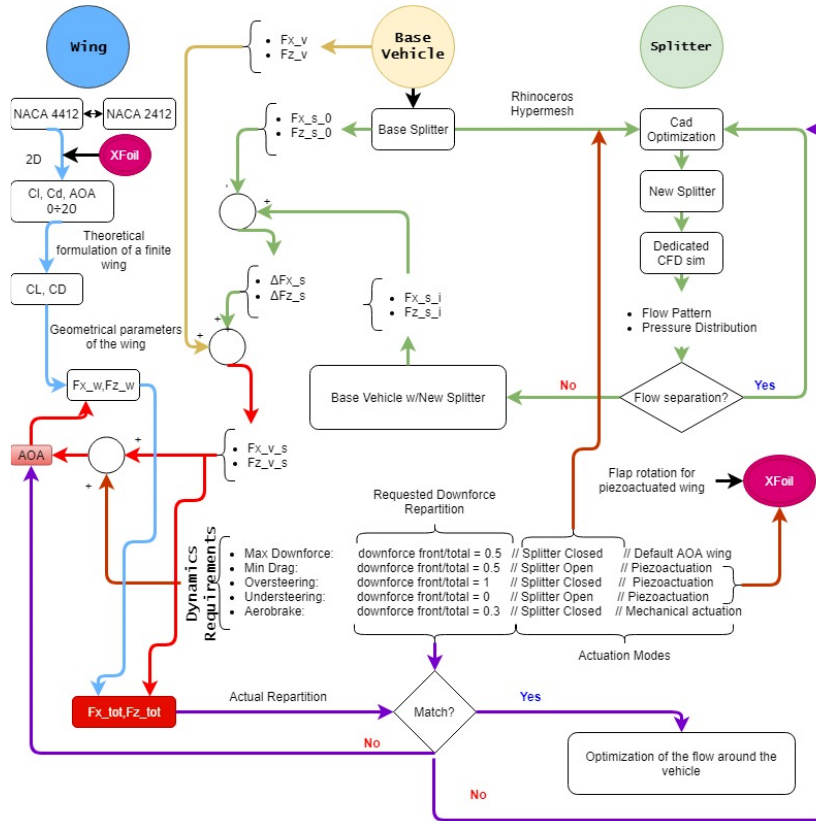 Wing
Base
Vehicle
Splitter
Fx_v
Fz_v
NACA 4412
NACA 2412
XFoil
2D
Cl, Cd, AOA
0÷20
Theoretical
formulation of a finite
wing
CL, CD
Geometrical parameters
of the wing
Fx_w,Fz_w
AOA
Fx_s_0
Fz_s_0
Base Splitter
Rhinoceros
Hypermesh
Cad
Optimization
New Splitter
Dedicated
CFD sim
Flow Pattern
Pressure Distribution
Flow separation?
No
Yes
-
+
ΔFx_s
ΔFz_s
Fx_s_i
Fz_s_i
+
+
Base Vehicle w/New Splitter
+
+
Fx_v_s
Fz_v_s
Flap rotation for
piezoactuated wing
XFoil
Requested Downforce
Repartition
Dynamics
Requirements
Max Downforce: downforce front/total = 0.5 // Splitter Closed // Default AOA wing
Min Drag: downforce front/total = 0.5 // Splitter Open // Piezoactuation
Oversteering: downforce front/total = 1 // Splitter Closed // Piezoactuation
Understeering: downforce front/total = 0 // Splitter Open // Piezoactuation
Aerobrake: downforce front/total = 0.3 // Splitter Closed // Mechanical actuation
Actuation Modes
Fx_tot,Fz_tot
Actual Repartition
Match?
Yes
No
No
Optimization of the flow around the
vehicle